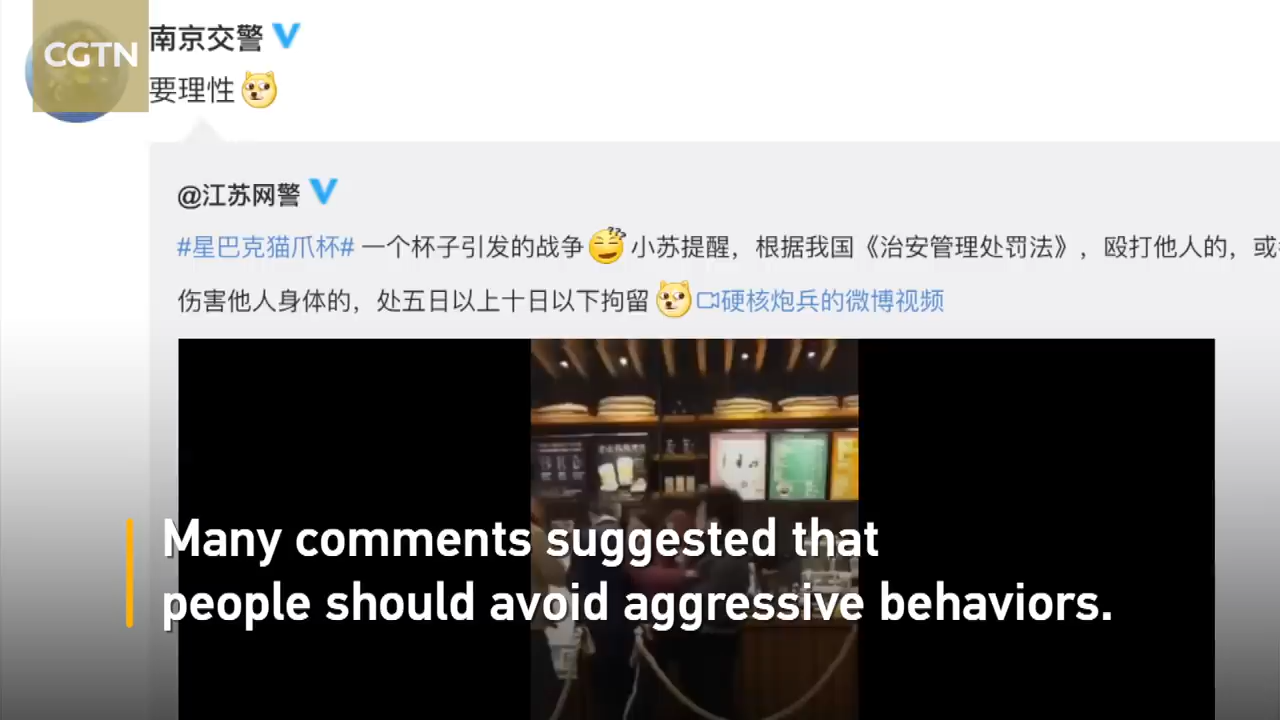 CGTN
南京交警
要理性
@江苏网警
#星巴克猫爪杯# 一个杯子引发的战争 小苏提醒，根据我国《治安管理处罚法》，殴打他人的，或
伤害他人身体的，处五日以上十日以下拘留 硬核炮兵的微博视频
Many comments suggested that
people should avoid aggressive behaviors.